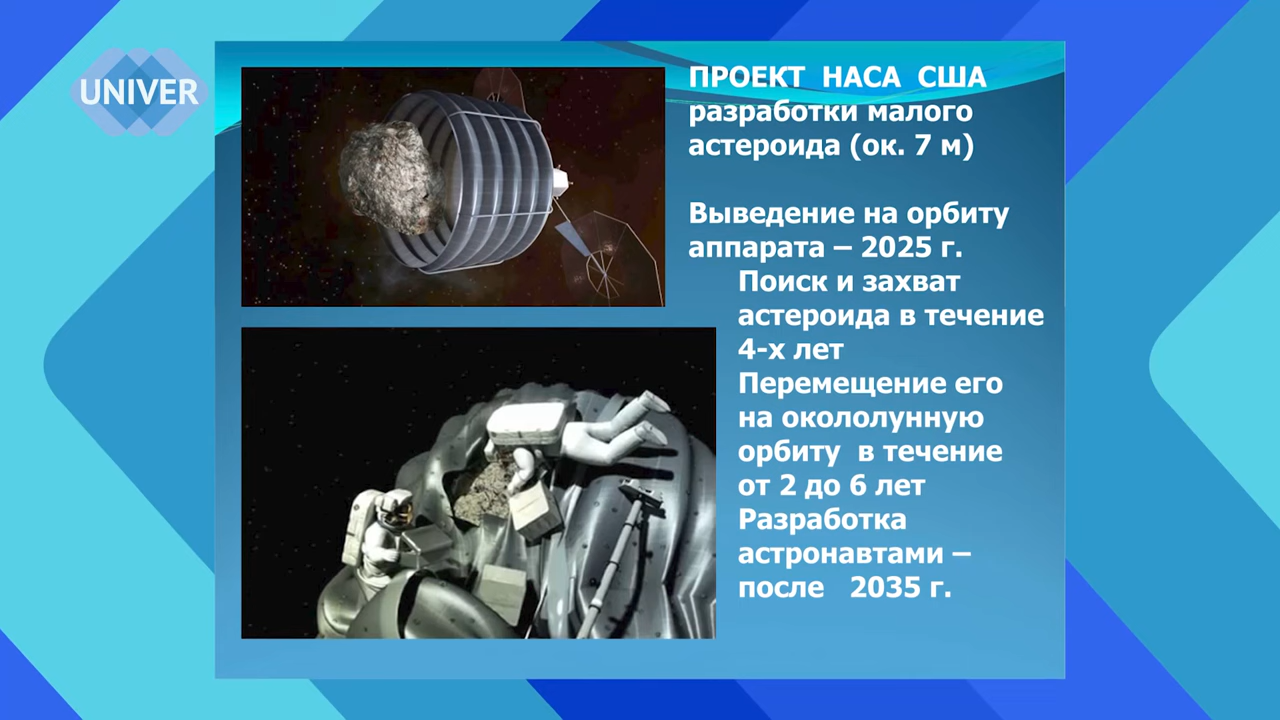 UNIVER
ПРОЕКТ НАСА США
разработки малого
астероида (ок. 7 м)
Выведение на орбиту
аппарата – 2025 г.
Поиск и захват
астероида в течение
4-х лет
Перемещение его
на окололунную
орбиту в течение
от 2 до 6 лет
Разработка
астронавтами –
после 2035 г.